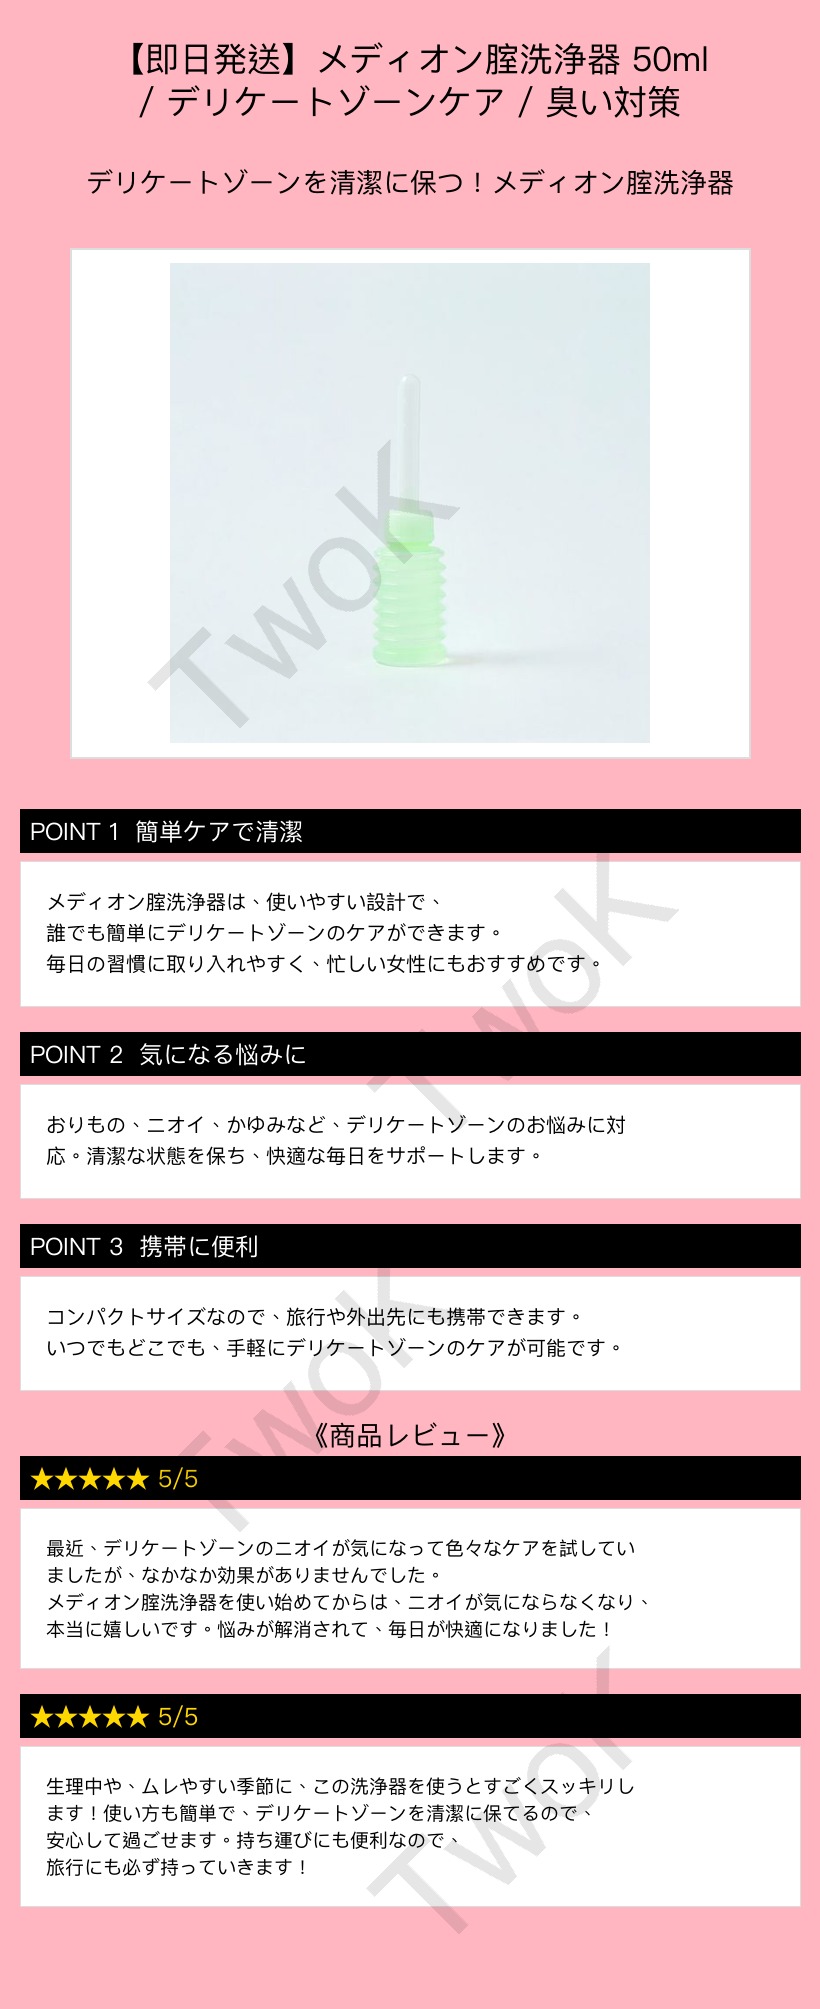 【即日発送】メディオン膣洗浄器 50ml
/ デリケートゾーンケア / 臭い対策
デリケートゾーンを清潔に保つ！メディオン膣洗浄器
TwoK
POINT 1 簡単ケアで清潔
メディオン膣洗浄器は、使いやすい設計で、
誰でも簡単にデリケートゾーンのケアができます。
毎日の習慣に取り入れやすく、忙しい女性にもおすすめです。
TwoK
POINT 2 気になる悩みに
おりもの、ニオイ、かゆみなど、デリケートゾーンのお悩みに対
応。清潔な状態を保ち、快適な毎日をサポートします。
POINT 3 携帯に便利
コンパクトサイズなので、旅行や外出先にも携帯できます。
いつでもどこでも、手軽にデリケートゾーンのケアが可能です。
TwoK
《商品レビュー》
★★★★★ 5/5
最近、デリケートゾーンのニオイが気になって色々なケアを試してい
ましたが、なかなか効果がありませんでした。
メディオン膣洗浄器を使い始めてからは、ニオイが気にならなくなり、
本当に嬉しいです。悩みが解消されて、毎日が快適になりました！
★★★★★ 5/5
生理中や、ムレやすい季節に、この洗浄器を使うとすごくスッキリし
ます！使い方も簡単で、デリケートゾーンを清潔に保てるので、
安心して過ごせます。持ち運びにも便利なので、
旅行にも必ず持っていきます！
TwoK